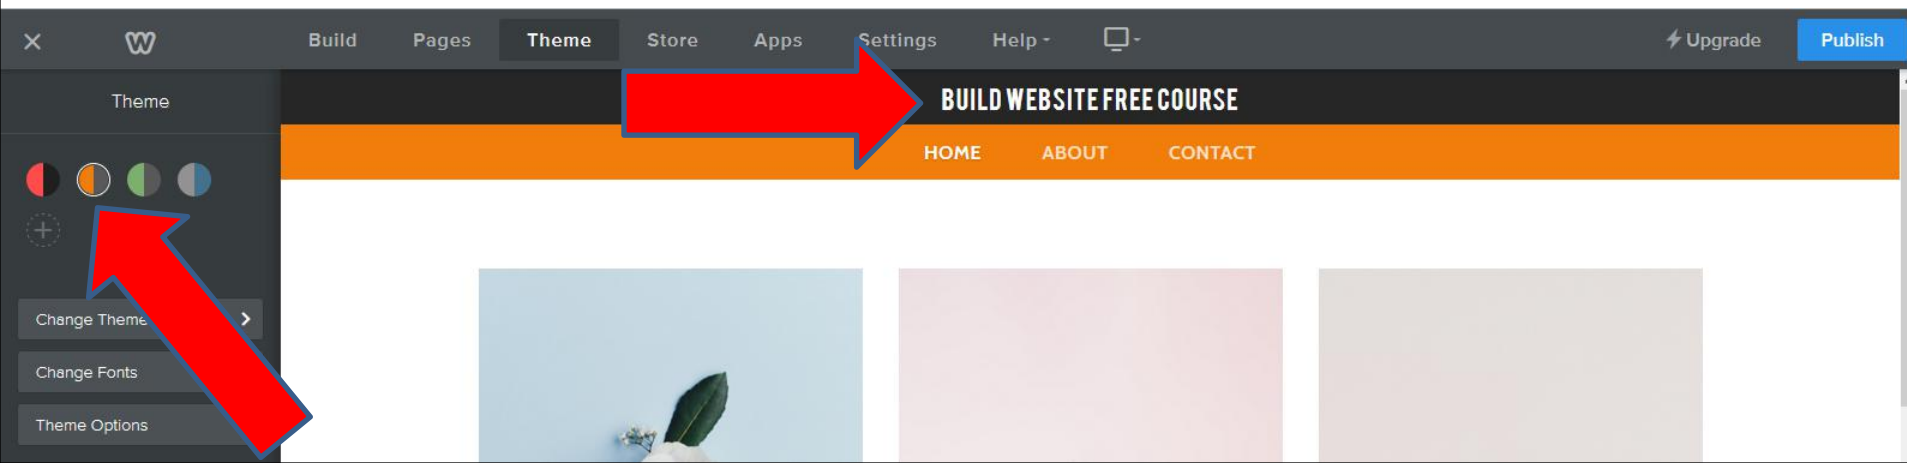 Build Pages Theme Store Apps Settings Help Upgrade Publish
Theme
BUILD WEBSITE FREE COURSE
HOME ABOUT CONTACT
Change Theme
Change Fonts
Theme Options